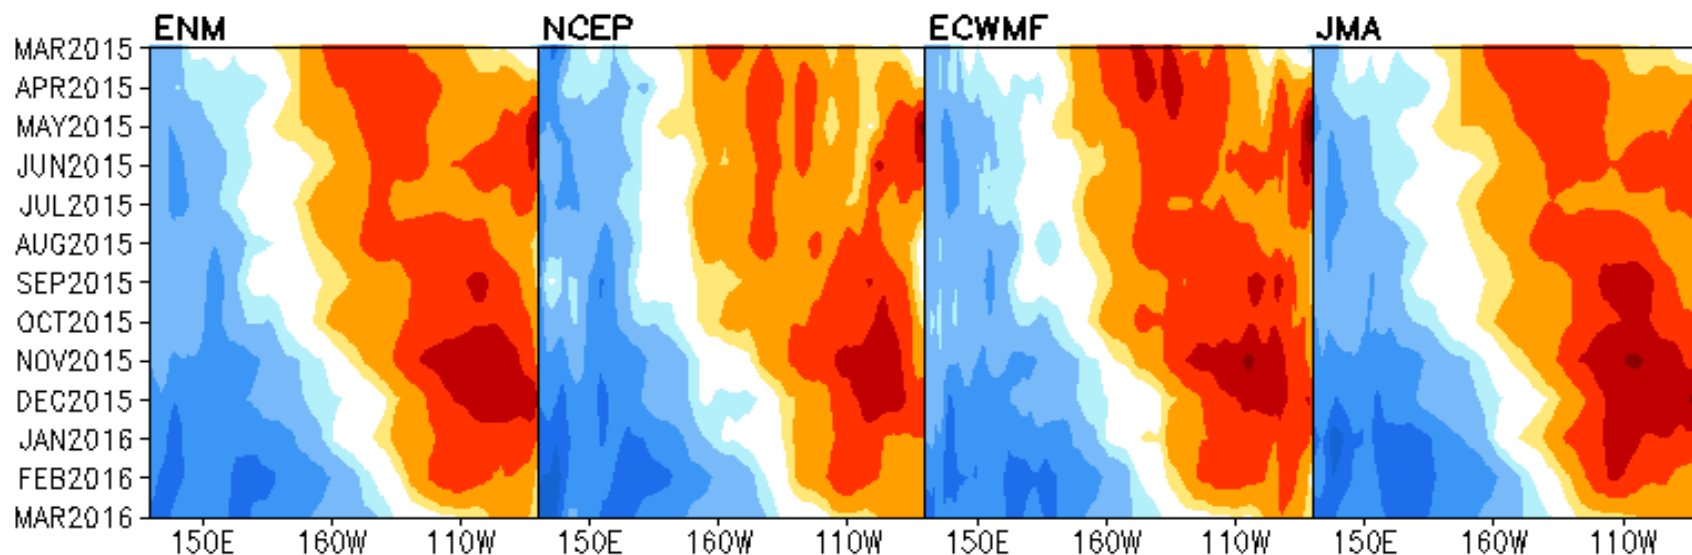 ENM NCEP ECWMF JMA
MAR2015
APR2015
MAY2015
JUN2015
JUL2015
AUG2015
SEP2015
OCT2015
NOV2015
DEC2015
JAN2016
FEB2016
MAR2016
150E 160W 110W 150E 160W 110W 150E 160W 110W 150E 160W 110W